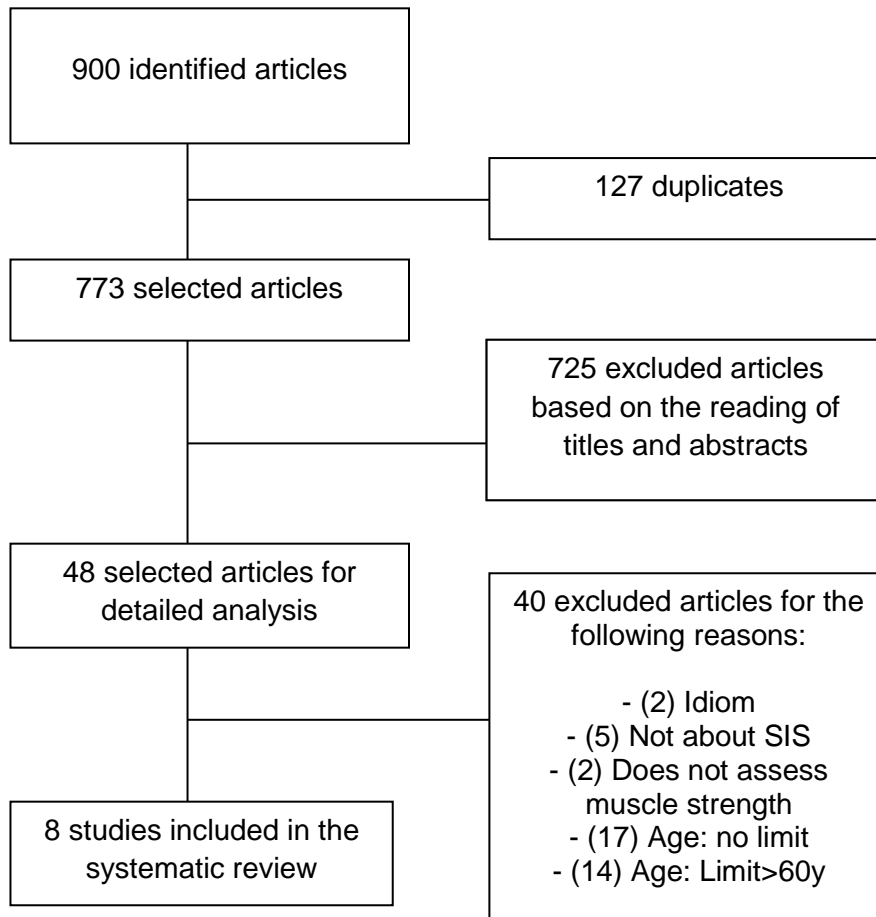 900 identified articles
127 duplicates
773 selected articles
725 excluded articles
based on the reading of
titles and abstracts
48 selected articles for
detailed analysis
40 excluded articles for the
following reasons:
- (2) Idiom
- (5) Not about SIS
- (2) Does not assess
muscle strength
- (17) Age: no limit
- (14) Age: Limit>60y
8 studies included in the
systematic review